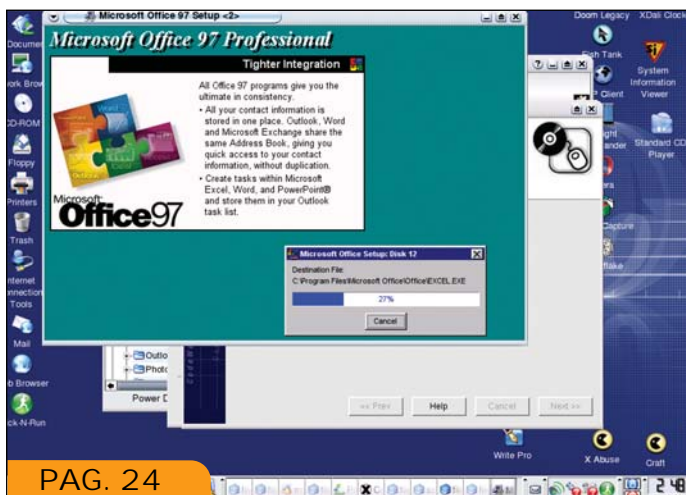 Microsoft Office 97 Setup <2>
Doom Legacy
XDali Clock
Microsoft Office 97 Professional
Tighter Integration
All Office 97 programs give you the
ultimate in consistency.
• All your contact information is
stored in one place. Outlook, Word
and Microsoft Exchange share the
same Address Book, giving you
quick access to your contact
information, without duplication.
• Create tasks within Microsoft
Excel, Word, and PowerPoint®
and store them in your Outlook
task list.
Word
Microsoft
Office97
Microsoft Office Setup: Disk 12
Destination File:
C:\Program Files\Microsoft Office\Office\EXCEL.EXE
27%
Cancel
Fish Tank
System
Information
Viewer
Client
Standard CD
Player
Capture
CD-ROM
Floppy
Printers
Trash
Tools
Mail
Browser
ck-N-Run
Outlo
Photo
Power D
<< Prev
Help
Cancel
Next >>
Write Pro
X Abuse
Craft
PAG. 24